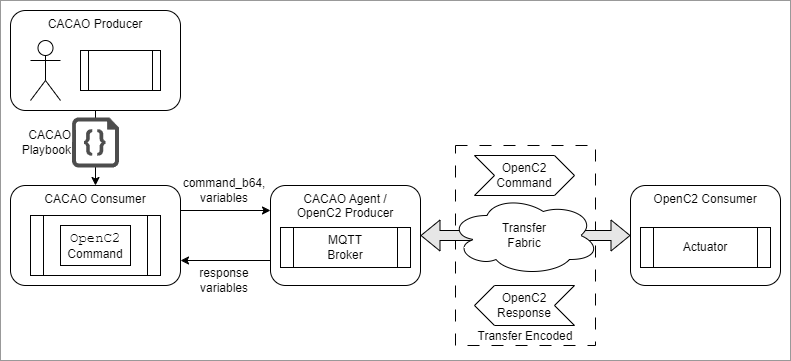 CACAO Producer
{}
CACAO
Playbook
CACAO Consumer
OpenC2
Command
command_b64,
variables
response
variables
CACAO Agent /
OpenC2 Producer
MQTT
Broker
OpenC2
Command
Transfer
Fabric
OpenC2
Response
Transfer Encoded
OpenC2 Consumer
Actuator